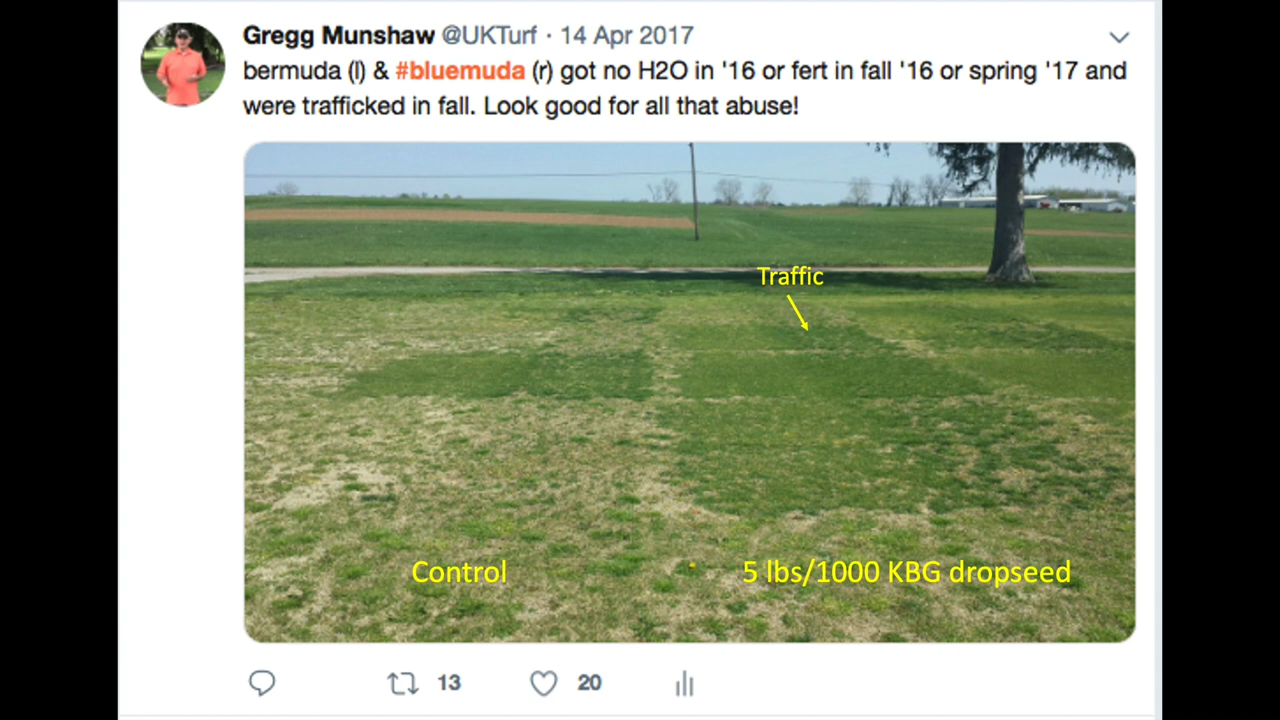 Gregg Munshaw @UKTurf · 14 Apr 2017
bermuda (l) & #bluemuda (r) got no H2O in '16 or fert in fall '16 or spring '17 and
were trafficked in fall. Look good for all that abuse!
Traffic
Control
5 lbs/1000 KBG dropseed
13
20